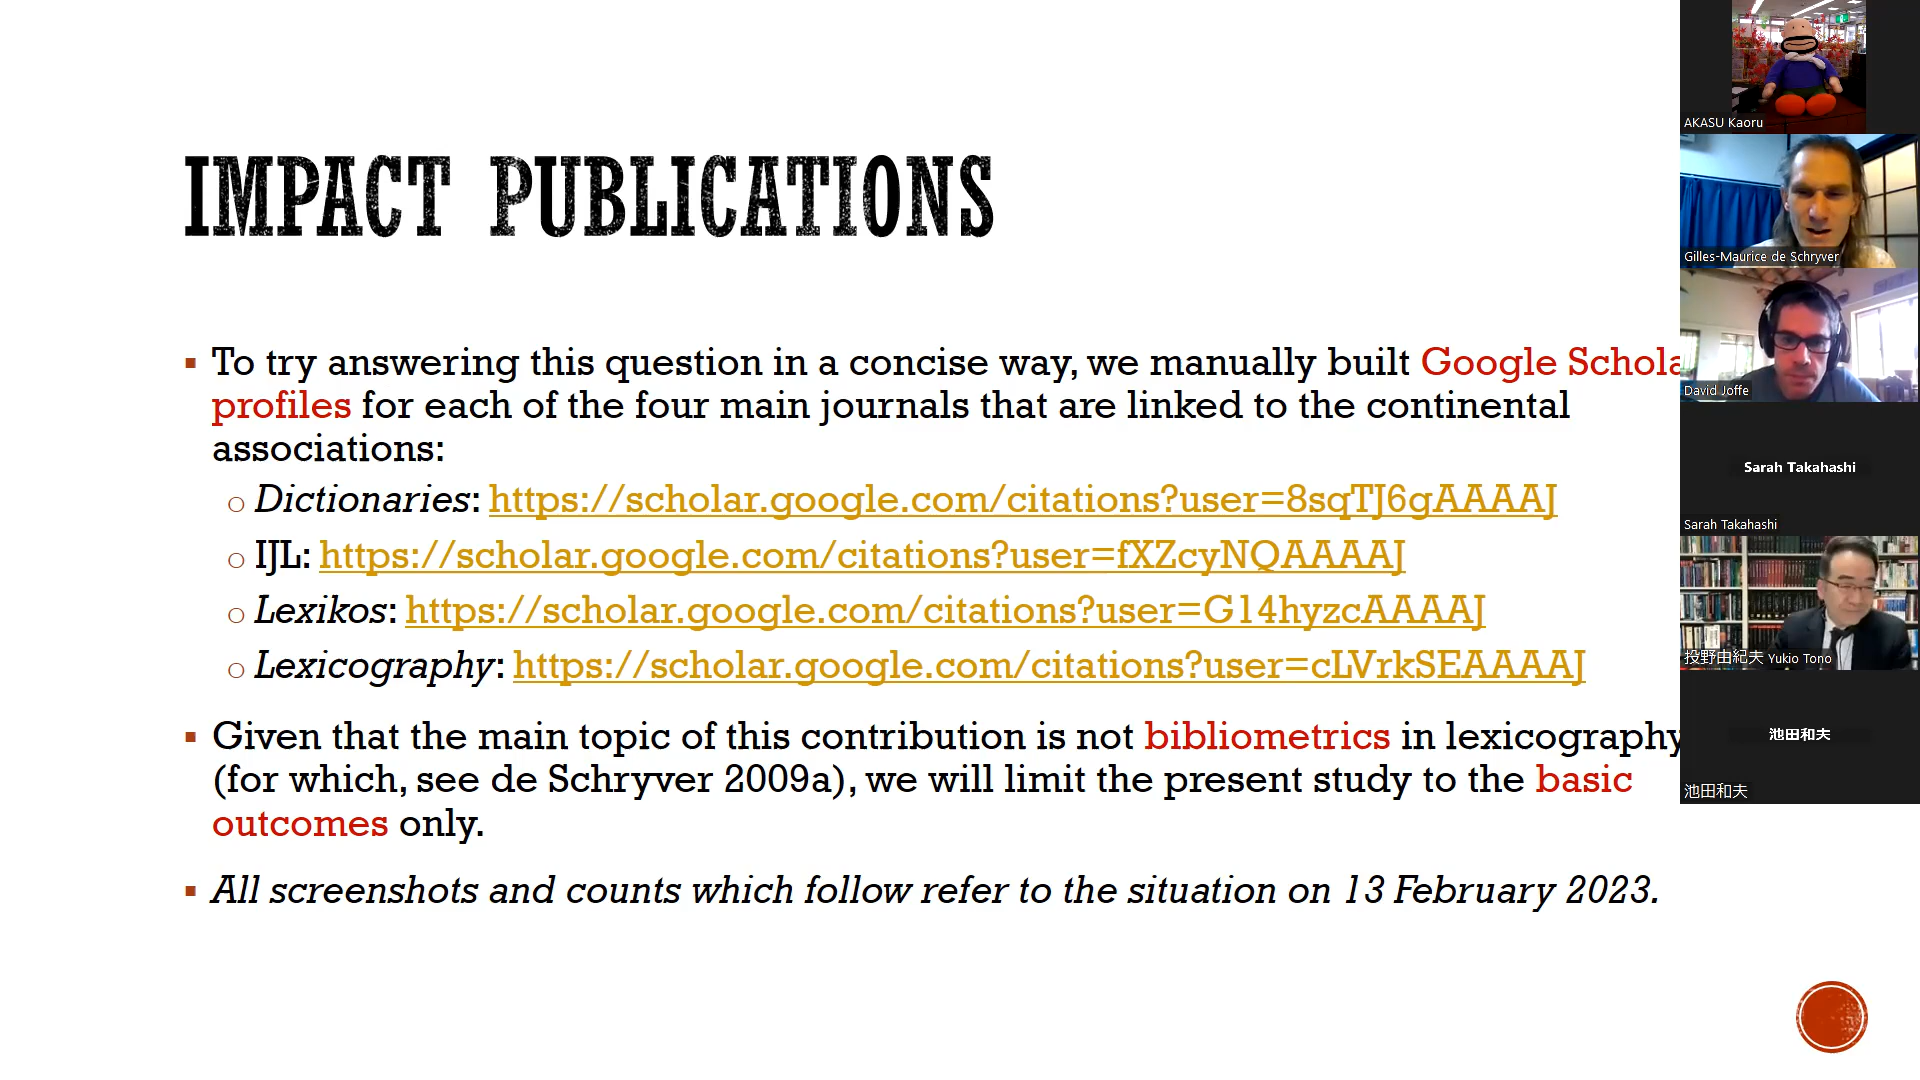 IMPACT PUBLICATIONS
To try answering this question in a concise way, we manually built Google Schola
profiles for each of the four main journals that are linked to the continental
associations:
Dictionaries: https://scholar.google.com/citations?user=8sqTJ6gAAAAJ
IJL: https://scholar.google.com/citations?user=fXZcyNQAAAAJ
Lexikos: https://scholar.google.com/citations?user=G14hyzcAAAAJ
Lexicography: https://scholar.google.com/citations?user=cLVrkSEAAAAJ
Given that the main topic of this contribution is not bibliometrics in lexicography
(for which, see de Schryver 2009a), we will limit the present study to the basic
outcomes only.
All screenshots and counts which follow refer to the situation on 13 February 2023.
AKASU Kaoru
Gilles-Maurice de Schryver
David Joffe
Sarah Takahashi
Sarah Takahashi
投野由紀夫 Yukio Tono
池田和夫
池田和夫